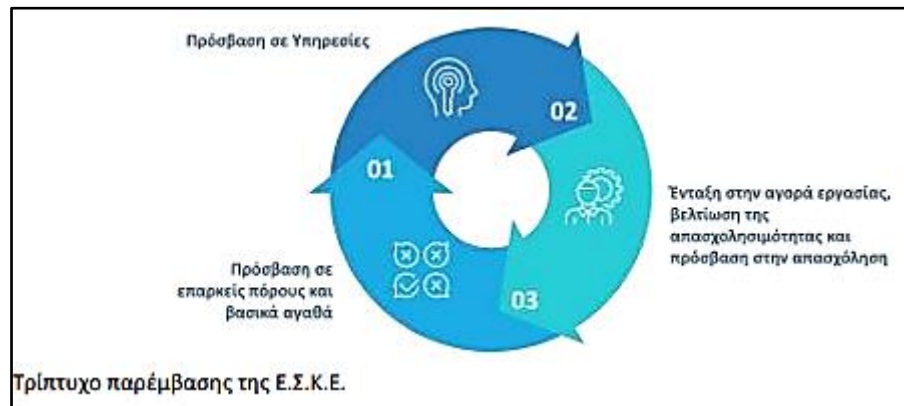 Πρόσβαση σε Υπηρεσίες
02
01
Ένταξη στην αγορά εργασίας,
βελτίωση της
απασχολησιμότητας και
πρόσβαση στην απασχόληση
Πρόσβαση σε
επαρκείς πόρους και
βασικά αγαθά
03
Τρίπτυχο παρέμβασης της Ε.Σ.Κ.Ε.